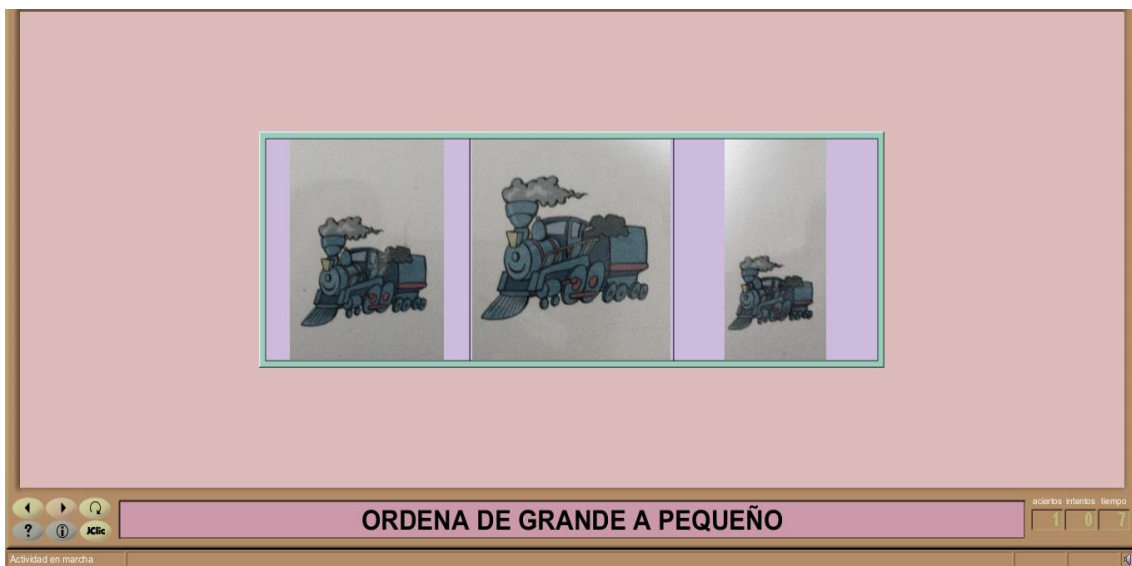 ORDENA DE GRANDE A PEQUEÑO
aciertos intentos tiempo
1 0 7
? i JClic
Actividad en marcha